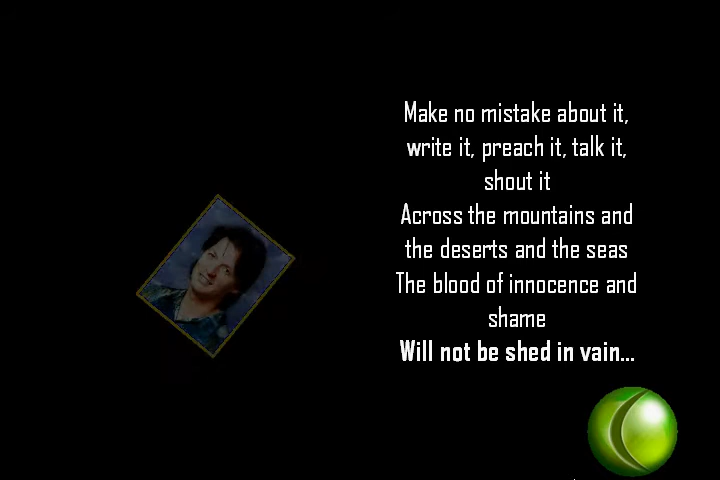 Make no mistake about it,
write it, preach it, talk it,
shout it
Across the mountains and
the deserts and the seas
The blood of innocence and
shame
Will not be shed in vain...